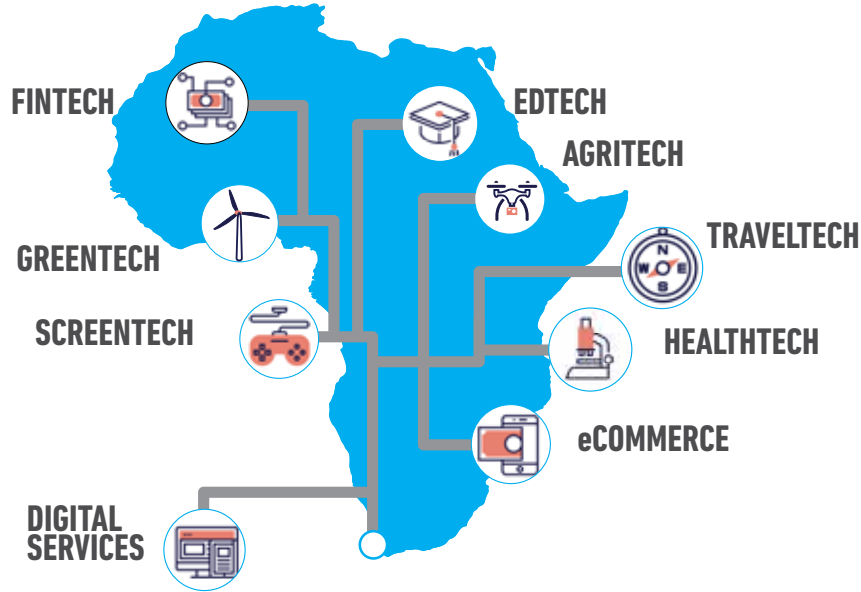 FINTECH
EDTECH
AGRITECH
GREENTECH
TRAVELTECH
N
W E
S
SCREENTECH
HEALTHTECH
eCOMMERCE
DIGITAL
SERVICES